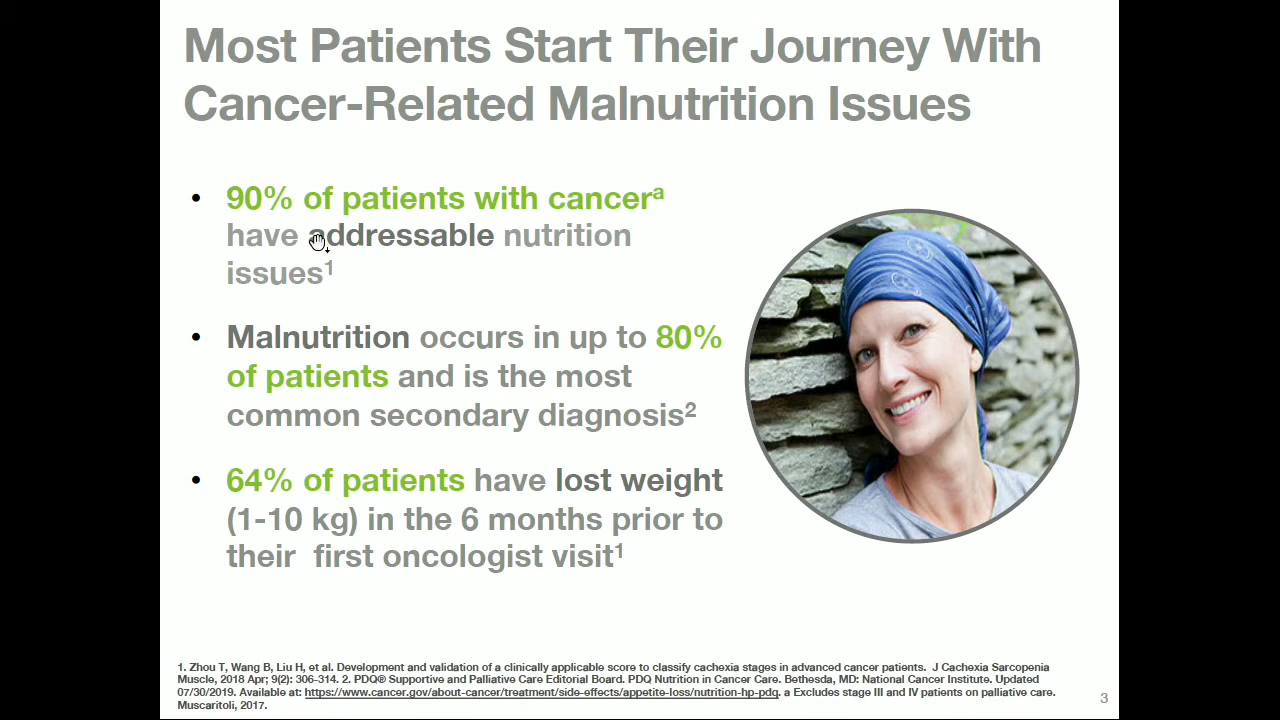 Most Patients Start Their Journey With
Cancer-Related Malnutrition Issues
• 90% of patients with cancerᵃ
have addressable nutrition
issues¹
• Malnutrition occurs in up to 80%
of patients and is the most
common secondary diagnosis²
• 64% of patients have lost weight
(1-10 kg) in the 6 months prior to
their first oncologist visit¹
1. Zhou T, Wang B, Liu H, et al. Development and validation of a clinically applicable score to classify cachexia stages in advanced cancer patients. J Cachexia Sarcopenia
Muscle, 2018 Apr; 9(2): 306-314. 2. PDQ® Supportive and Palliative Care Editorial Board. PDQ Nutrition in Cancer Care. Bethesda, MD: National Cancer Institute. Updated
07/30/2019. Available at: https://www.cancer.gov/about-cancer/treatment/side-effects/appetite-loss/nutrition-hp-pdq. a Excludes stage III and IV patients on palliative care.
Muscaritoli, 2017.
3